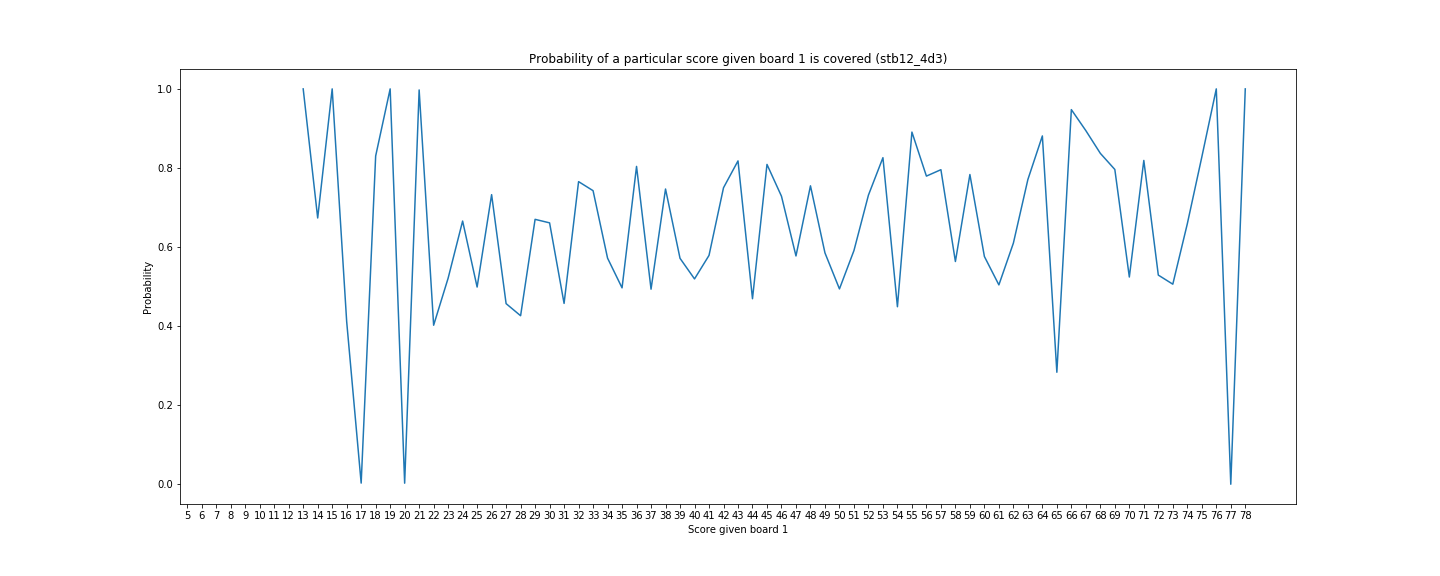 Probability of a particular score given board 1 is covered (stb12_4d3)
1.0
0.8
0.6
0.4
0.2
0.0
Probability
5 6 7 8 9 10 11 12 13 14 15 16 17 18 19 20 21 22 23 24 25 26 27 28 29 30 31 32 33 34 35 36 37 38 39 40 41 42 43 44 45 46 47 48 49 50 51 52 53 54 55 56 57 58 59 60 61 62 63 64 65 66 67 68 69 70 71 72 73 74 75 76 77 78
Score given board 1